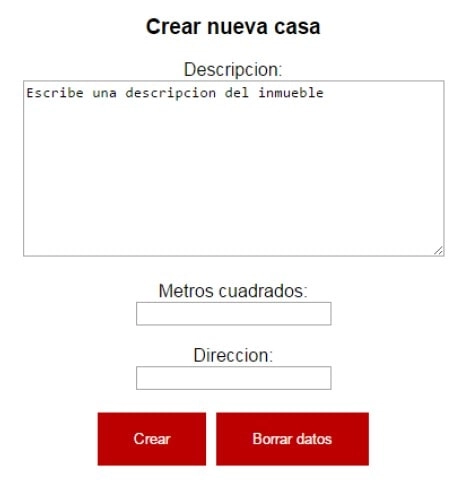 Crear nueva casa
Descripcion:
Escribe una descripcion del inmueble
Metros cuadrados:
Direccion:
Crear
Borrar datos